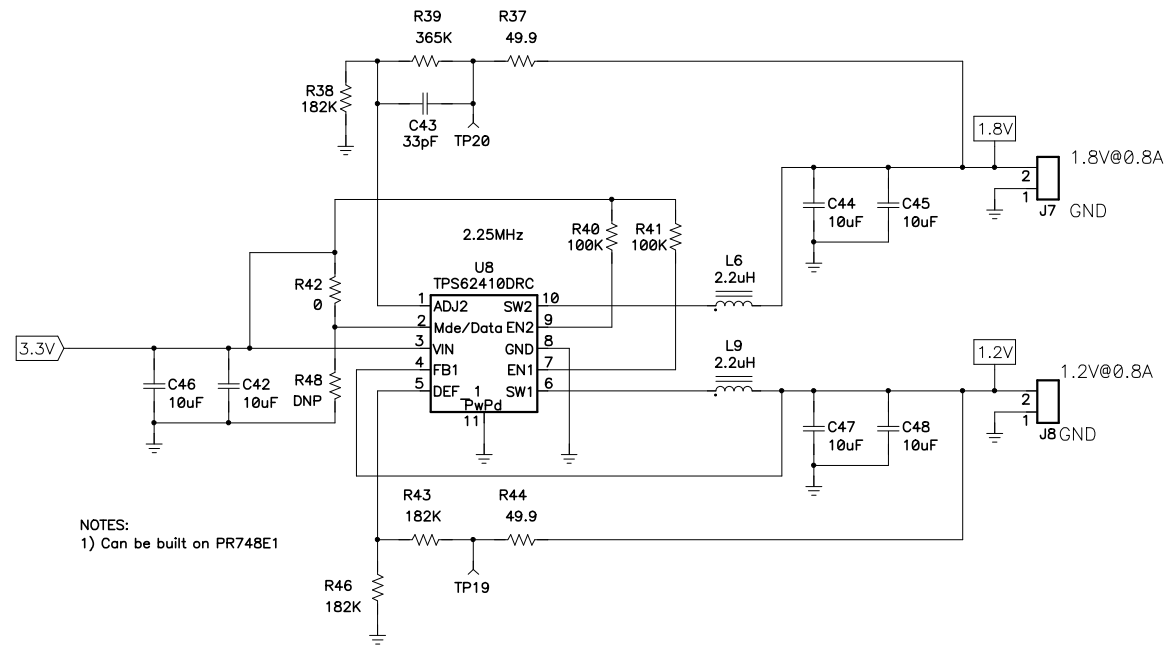 R39
365K
R37
49.9
R38
182K
C43
33pF
TP20
1.8V
1.8V@0.8A
2
1
J7
GND
C44
10uF
C45
10uF
R40
100K
R41
100K
2.25MHz
L6
2.2uH
U8
TPS62410DRC
R42
0
1
ADJ2
SW2
10
2
Mde/Data
EN2
9
3
VIN
GND
8
4
FB1
EN1
7
5
DEF_1
SW1
6
PwPd
11
3.3V
C46
10uF
C42
10uF
R48
DNP
L9
2.2uH
1.2V
1.2V@0.8A
2
1
J8
GND
C47
10uF
C48
10uF
R43
182K
R44
49.9
TP19
R46
182K
NOTES:
1) Can be built on PR748E1